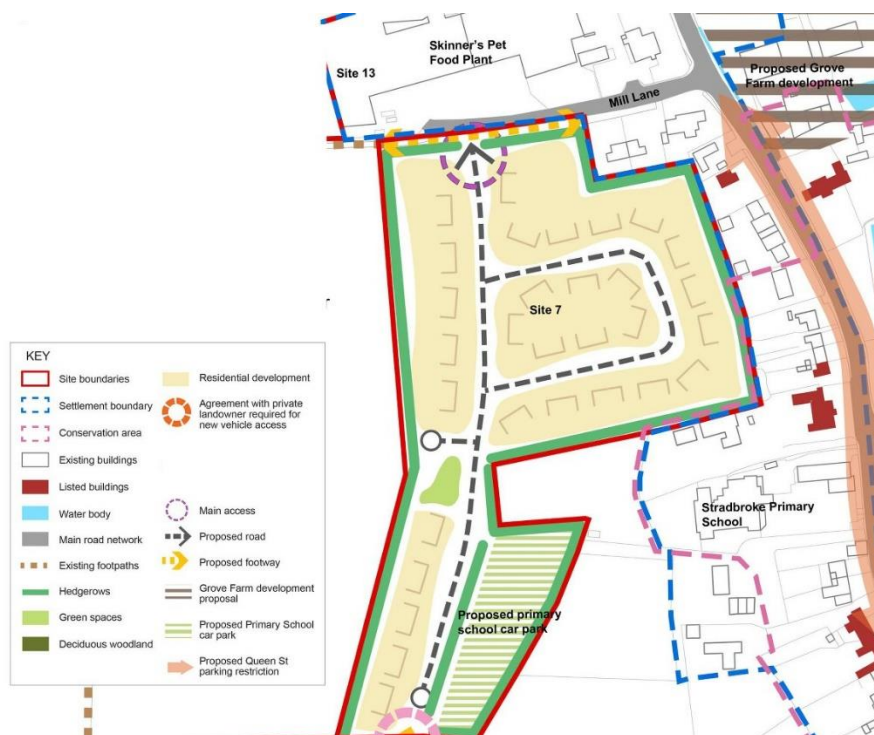 Skinner's Pet
Food Plant
Site 13
Mill Lane
Proposed Grove
Farm development
Site 7
Stradbroke Primary
School
Proposed primary
school car park
KEY
Site boundaries
Settlement boundary
Conservation area
Existing buildings
Listed buildings
Water body
Main road network
Existing footpaths
Hedgerows
Green spaces
Deciduous woodland
Residential development
Agreement with private
landowner required for
new vehicle access
Main access
Proposed road
Proposed footway
Grove Farm development
proposal
Proposed Primary School
car park
Proposed Queen St
parking restriction